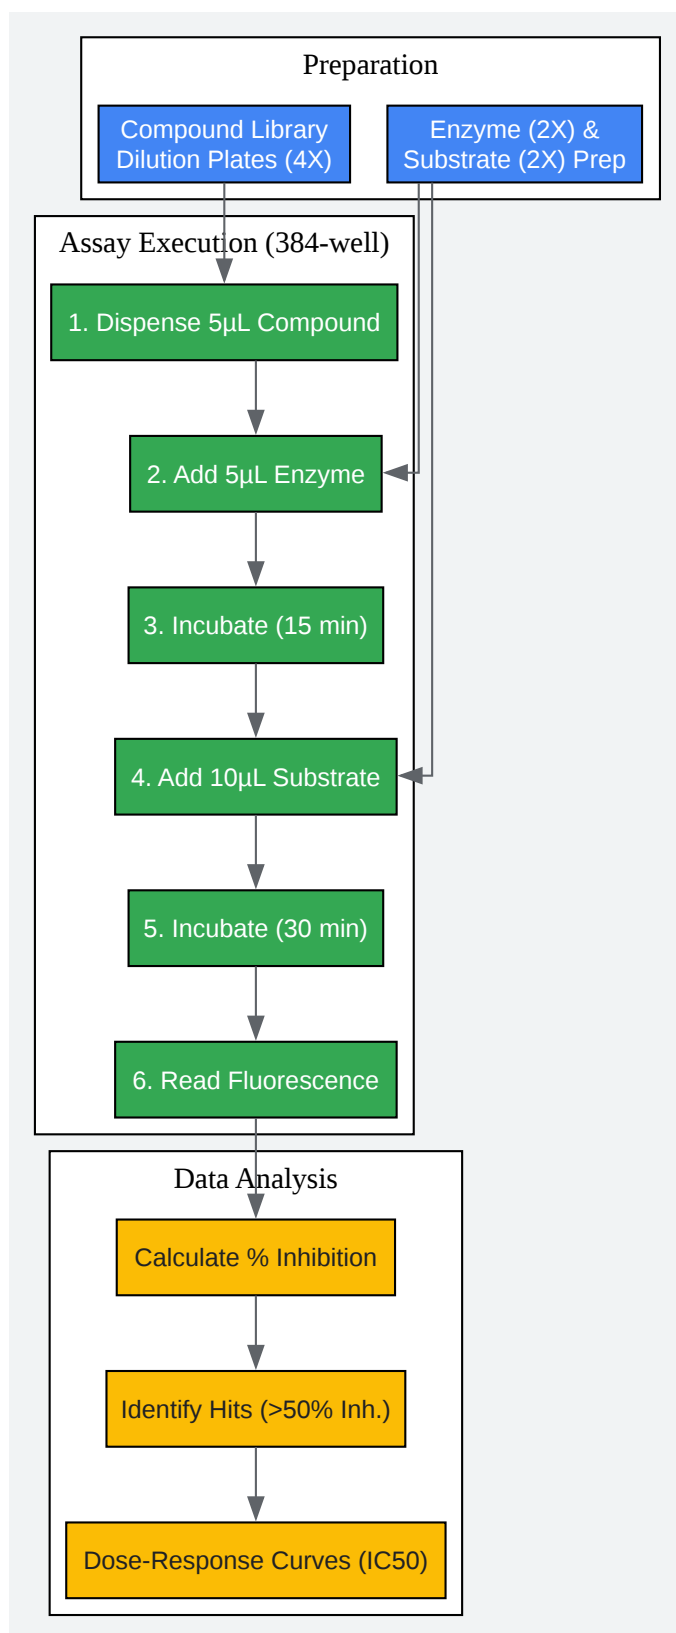 Preparation
Compound Library
Dilution Plates (4X)
Enzyme (2X) &
Substrate (2X) Prep
Assay Execution (384-well)
1. Dispense 5µL Compound
2. Add 5µL Enzyme
3. Incubate (15 min)
4. Add 10µL Substrate
5. Incubate (30 min)
6. Read Fluorescence
Data Analysis
Calculate % Inhibition
Identify Hits (>50% Inh.)
Dose-Response Curves (IC50)